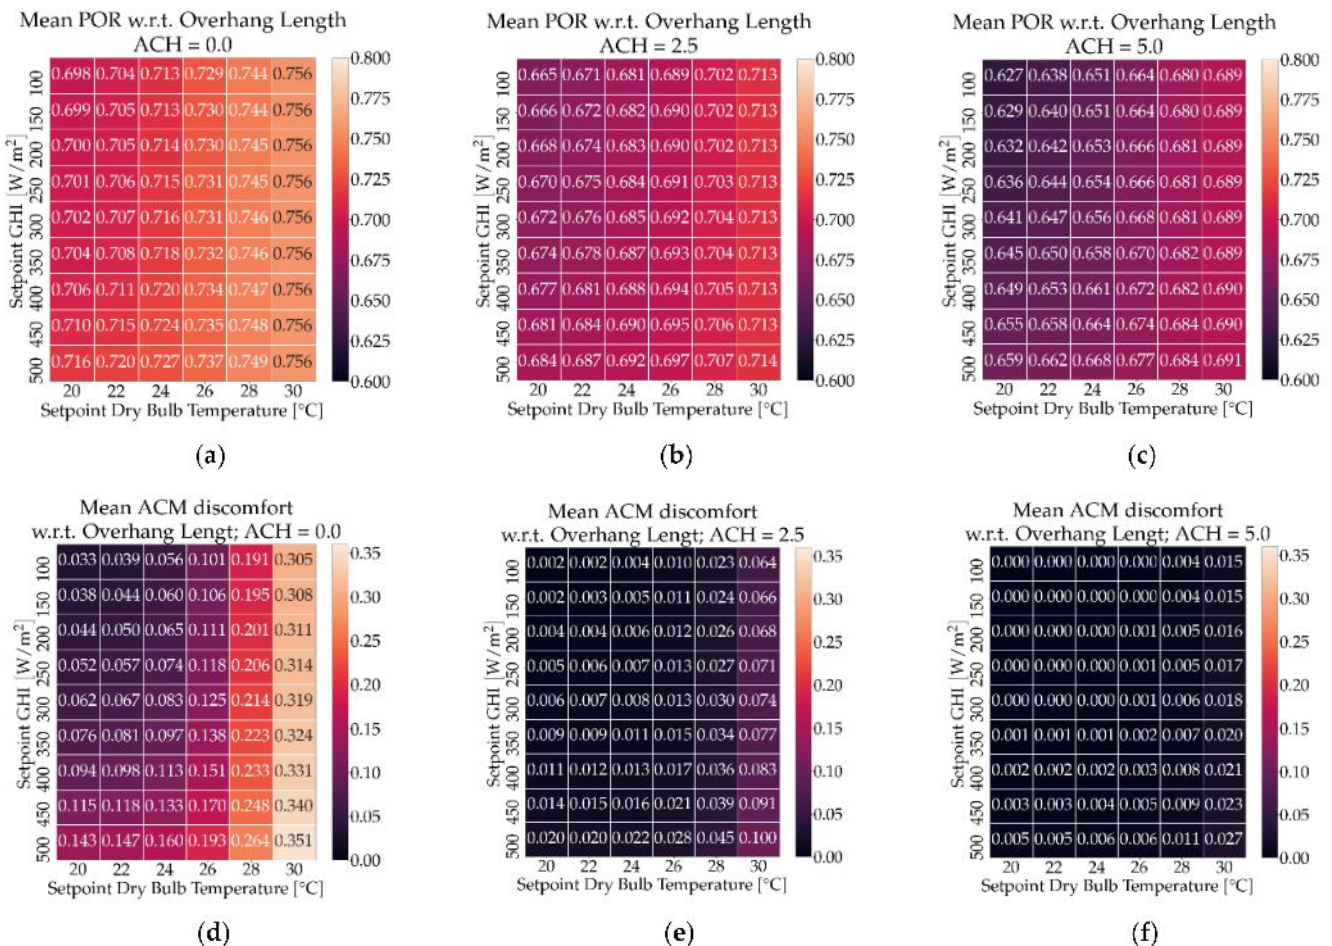 Mean POR w.r.t. Overhang Length
ACH = 0.0
Setpoint GHI [W/m²]
100 0.698 0.704 0.713 0.729 0.744 0.756
150 0.699 0.705 0.713 0.730 0.744 0.756
200 0.700 0.705 0.714 0.730 0.745 0.756
250 0.701 0.706 0.715 0.731 0.745 0.756
300 0.702 0.707 0.716 0.731 0.746 0.756
350 0.704 0.708 0.718 0.732 0.746 0.756
400 0.706 0.711 0.720 0.734 0.747 0.756
450 0.710 0.715 0.724 0.735 0.748 0.756
500 0.716 0.720 0.727 0.737 0.749 0.756
20 22 24 26 28 30
Setpoint Dry Bulb Temperature [°C]
0.800
0.775
0.750
0.725
0.700
0.675
0.650
0.625
0.600
(a)
Mean POR w.r.t. Overhang Length
ACH = 2.5
Setpoint GHI [W/m²]
100 0.665 0.671 0.681 0.689 0.702 0.713
150 0.666 0.672 0.682 0.690 0.702 0.713
200 0.668 0.674 0.683 0.690 0.702 0.713
250 0.670 0.675 0.684 0.691 0.703 0.713
300 0.672 0.676 0.685 0.692 0.704 0.713
350 0.674 0.678 0.687 0.693 0.704 0.713
400 0.677 0.681 0.688 0.694 0.705 0.713
450 0.681 0.684 0.690 0.695 0.706 0.713
500 0.684 0.687 0.692 0.697 0.707 0.714
20 22 24 26 28 30
Setpoint Dry Bulb Temperature [°C]
0.800
0.775
0.750
0.725
0.700
0.675
0.650
0.625
0.600
(b)
Mean POR w.r.t. Overhang Length
ACH = 5.0
Setpoint GHI [W/m²]
100 0.627 0.638 0.651 0.664 0.680 0.689
150 0.629 0.640 0.651 0.664 0.680 0.689
200 0.632 0.642 0.653 0.666 0.681 0.689
250 0.636 0.644 0.654 0.666 0.681 0.689
300 0.641 0.647 0.656 0.668 0.681 0.689
350 0.645 0.650 0.658 0.670 0.682 0.689
400 0.649 0.653 0.661 0.672 0.682 0.690
450 0.655 0.658 0.664 0.674 0.684 0.690
500 0.659 0.662 0.668 0.677 0.684 0.691
20 22 24 26 28 30
Setpoint Dry Bulb Temperature [°C]
0.800
0.775
0.750
0.725
0.700
0.675
0.650
0.625
0.600
(c)
Mean ACM discomfort
w.r.t. Overhang Lengt; ACH = 0.0
Setpoint GHI [W/m²]
100 0.033 0.039 0.056 0.101 0.191 0.305
150 0.038 0.044 0.060 0.106 0.195 0.308
200 0.044 0.050 0.065 0.111 0.201 0.311
250 0.052 0.057 0.074 0.118 0.206 0.314
300 0.062 0.067 0.083 0.125 0.214 0.319
350 0.076 0.081 0.097 0.138 0.223 0.324
400 0.094 0.098 0.113 0.151 0.233 0.331
450 0.115 0.118 0.133 0.170 0.248 0.340
500 0.143 0.147 0.160 0.193 0.264 0.351
20 22 24 26 28 30
Setpoint Dry Bulb Temperature [°C]
0.35
0.30
0.25
0.20
0.15
0.10
0.05
0.00
(d)
Mean ACM discomfort
w.r.t. Overhang Lengt; ACH = 2.5
Setpoint GHI [W/m²]
100 0.002 0.002 0.004 0.010 0.023 0.064
150 0.002 0.003 0.005 0.011 0.024 0.066
200 0.004 0.004 0.006 0.012 0.026 0.068
250 0.005 0.006 0.007 0.013 0.027 0.071
300 0.006 0.007 0.008 0.013 0.030 0.074
350 0.009 0.009 0.011 0.015 0.034 0.077
400 0.011 0.012 0.013 0.017 0.036 0.083
450 0.014 0.015 0.016 0.021 0.039 0.091
500 0.020 0.020 0.022 0.028 0.045 0.100
20 22 24 26 28 30
Setpoint Dry Bulb Temperature [°C]
0.35
0.30
0.25
0.20
0.15
0.10
0.05
0.00
(e)
Mean ACM discomfort
w.r.t. Overhang Lengt; ACH = 5.0
Setpoint GHI [W/m²]
100 0.000 0.000 0.000 0.000 0.004 0.015
150 0.000 0.000 0.000 0.000 0.004 0.015
200 0.000 0.000 0.000 0.001 0.005 0.016
250 0.000 0.000 0.000 0.001 0.005 0.017
300 0.000 0.000 0.000 0.001 0.006 0.018
350 0.001 0.001 0.001 0.002 0.007 0.020
400 0.002 0.002 0.002 0.003 0.008 0.021
450 0.003 0.003 0.004 0.005 0.009 0.023
500 0.005 0.005 0.006 0.006 0.011 0.027
20 22 24 26 28 30
Setpoint Dry Bulb Temperature [°C]
0.35
0.30
0.25
0.20
0.15
0.10
0.05
0.00
(f)